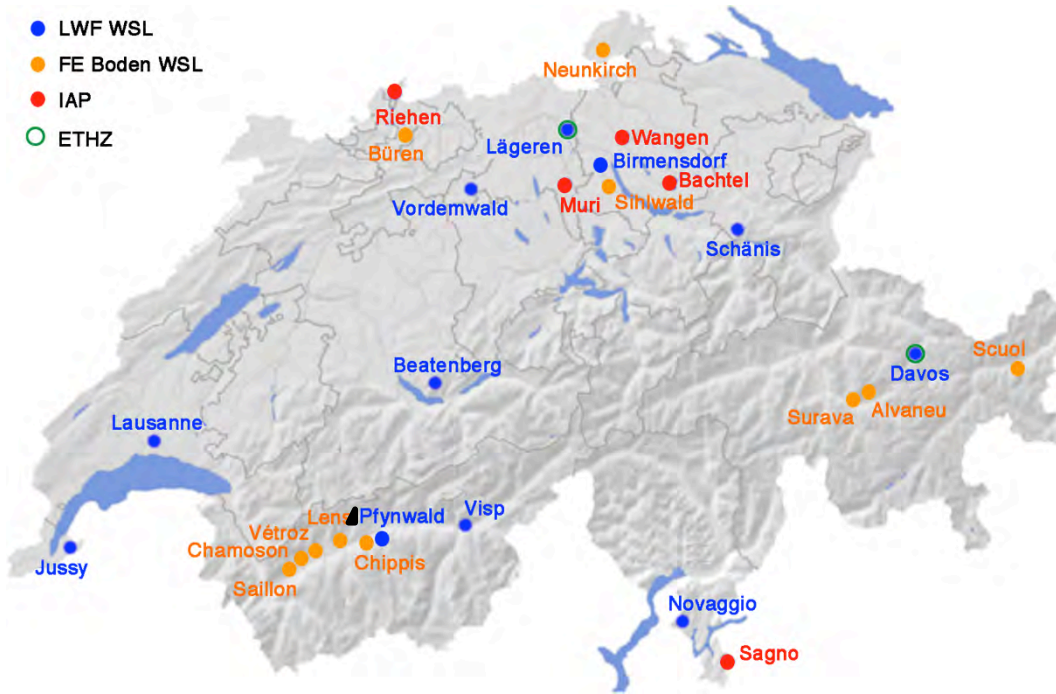 LWF WSL
FE Boden WSL
IAP
ETHZ
Neunkirch
Riehen
Büren
Lägeren
Wangen
Birmensdorf
Bachtel
Muri
Sihlwald
Vordemwald
Schänis
Beatenberg
Scuol
Davos
Surava
Alvaneu
Lausanne
Lens
Pfynwald
Visp
Vétroz
Chamoson
Chippis
Saillon
Jussy
Novaggio
Sagno